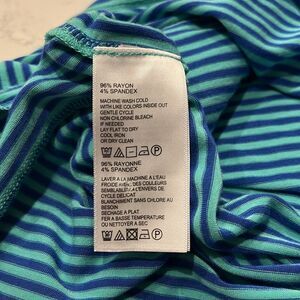 96% RAYON
4% SPANDEX
MACHINE WASH COLD
WITH LIKE COLORS INSIDE OUT
GENTLE CYCLE
NON CHLORINE BLEACH
IF NEEDED
LAY FLAT TO DRY
COOL IRON
OR DRY CLEAN
96% RAYONNE
4% SPANDEX
LAVER A LA MACHINE A L'EAU
FROIDE AVEC DES COULEURS
SEMBLABLES A L'ENVERS
CYCLE DELICAT
BLANCHIMENT SANS CHLORE AU
BESOIN
SECHAGE A PLAT
FER A BASSE TEMPERATURE
OU NETTOYAGE A SEC